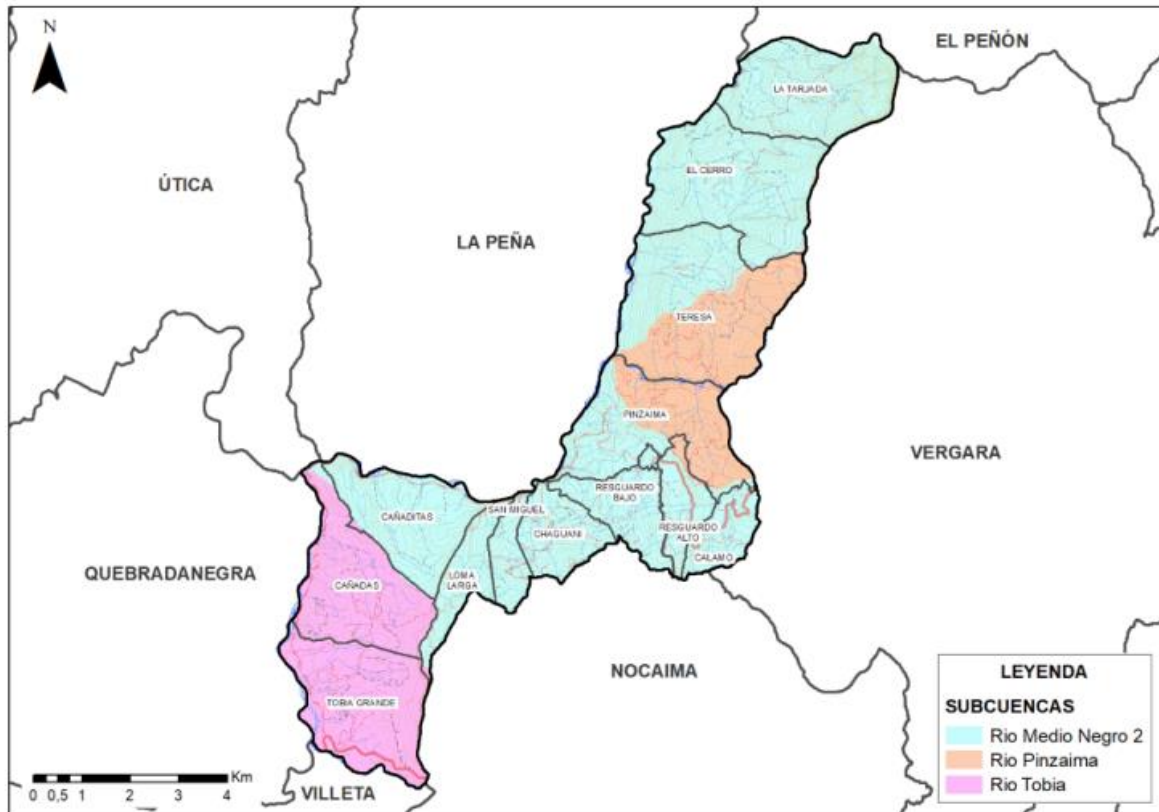 N
EL PEÑÓN
LA TARJADA
EL CERRO
ÚTICA
LA PEÑA
TERESA
PINZAIMA
VERGARA
RESGUARDO
BAJO
SAN MIGUEL
CAÑADITAS
CHAGUANI
RESGUARDO
ALTO
CALAMO
QUEBRADANEGRA
CAÑADAS
LOMA
LARGA
NOCAIMA
TOBIA GRANDE
VILLETA
0 0,5 1 2 3 4 Km
LEYENDA
SUBCUENCAS
Rio Medio Negro 2
Rio Pinzaima
Rio Tobia